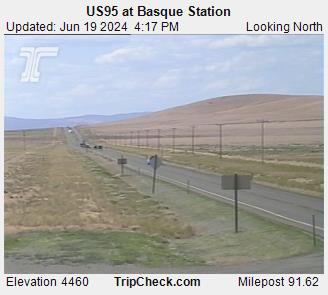 US95 at Basque Station
Updated: Jun 19 2024 4:17 PM Looking North
Elevation 4460 TripCheck.com Milepost 91.62